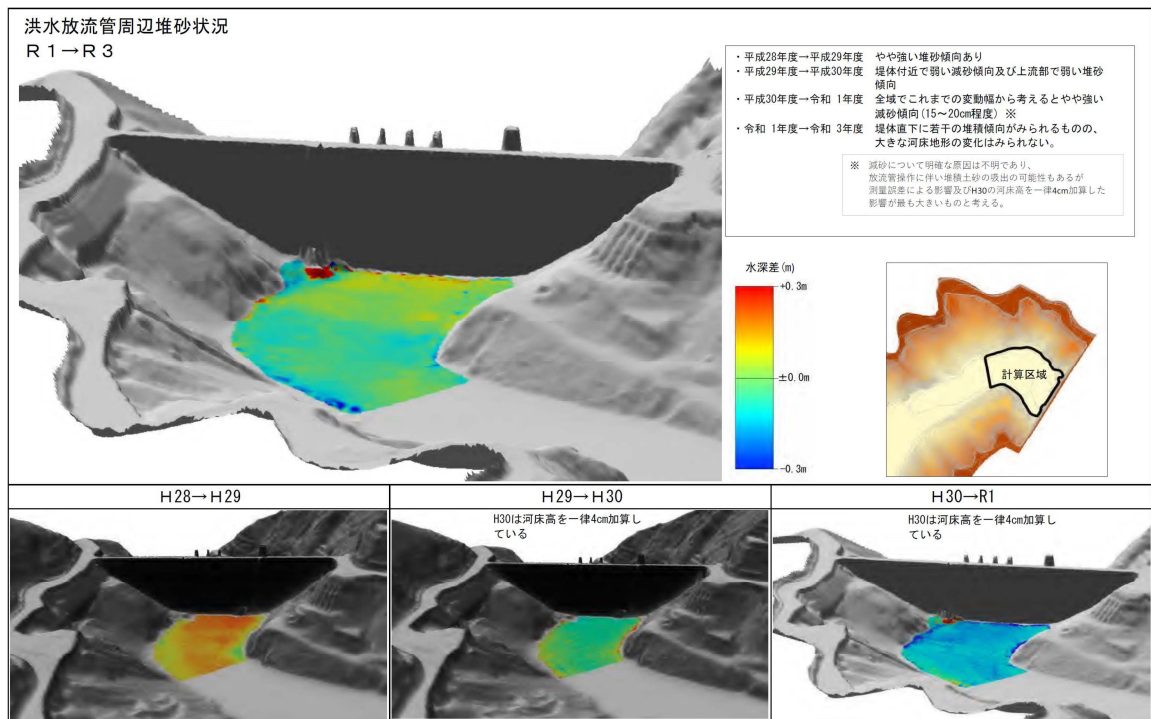 洪水放流管周辺堆砂状況
R1→R3
・平成28年度→平成29年度 やや強い堆砂傾向あり
・平成29年度→平成30年度 堤体付近で弱い減砂傾向及び上流部で弱い堆砂
傾向
・平成30年度→令和 1年度 全域でこれまでの変動幅から考えるとやや強い
減砂傾向(15～20cm程度) ※
・令和 1年度→令和 3年度 堤体直下に若干の堆積傾向がみられるものの、
大きな河床地形の変化はみられない。
※ 減砂について明確な原因は不明であり、
放流管操作に伴い堆積土砂の吸出の可能性もあるが
測量誤差による影響及びH30の河床高を一律4cm加算した
影響が最も大きいものと考える。
水深差(m)
+0.3m
±0.0m
-0.3m
計算区域
H28→H29
H29→H30
H30は河床高を一律4cm加算し
ている
H30→R1
H30は河床高を一律4cm加算し
ている